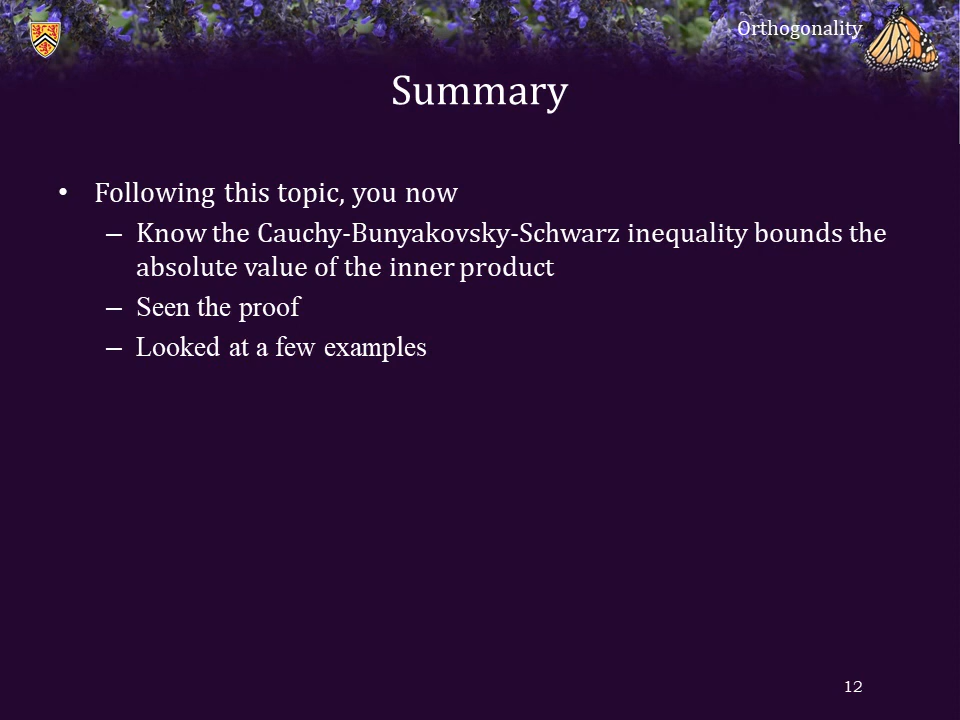 Orthogonality
Summary
• Following this topic, you now
– Know the Cauchy-Bunyakovsky-Schwarz inequality bounds the
absolute value of the inner product
– Seen the proof
– Looked at a few examples
12